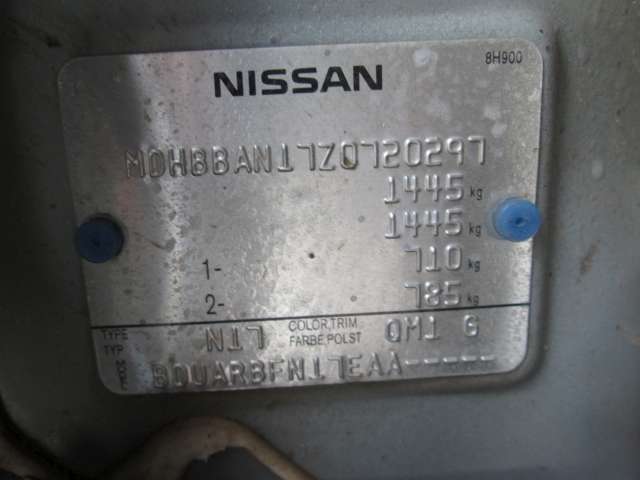 8H900
NISSAN
MDHBBAN17Z0720297
1445 kg
1445 kg
1- 710 kg
2- 785 kg
TYPE TYP N17 COLOR,TRIM FARBE,POLST QM1 G
BDUARBFN17EAA-----